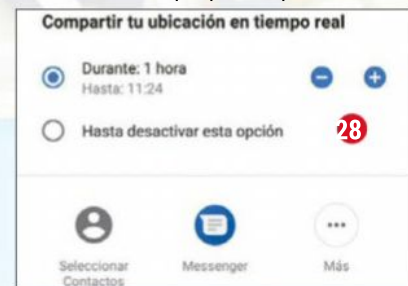 Compartir tu ubicación en tiempo real
Durante: 1 hora
Hasta: 11:24
Hasta desactivar esta opción
28
Seleccionar
Contactos
Messenger
Más